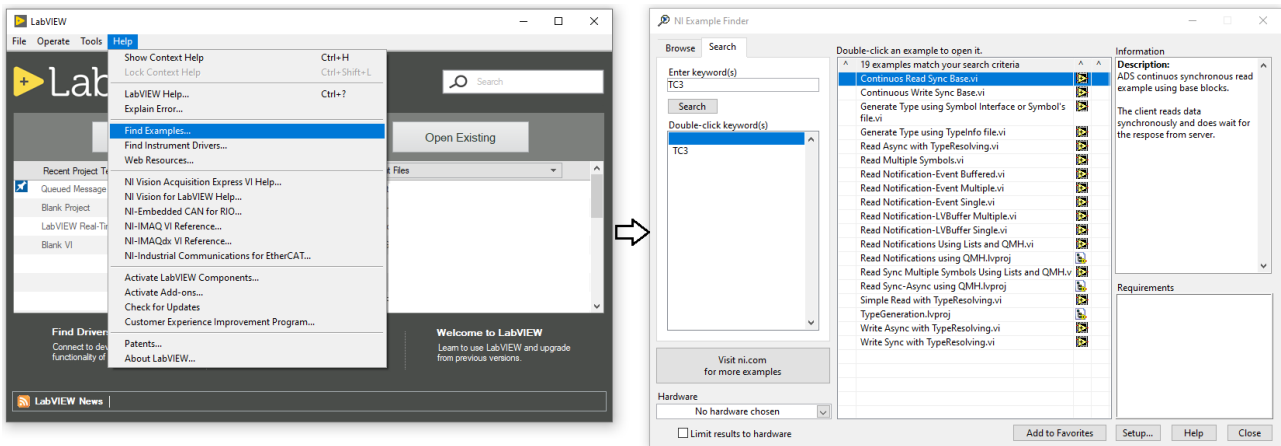 LabVIEW
File Operate Tools Help
Show Context Help Ctrl+H
Lock Context Help Ctrl+Shift+L
LabVIEW Help... Ctrl+?
Explain Error...
Find Examples...
Find Instrument Drivers...
Web Resources...
NI Vision Acquisition Express VI Help...
NI Vision for LabVIEW Help...
NI-Embedded CAN for RIO...
NI-IMAQ VI Reference...
NI-IMAQdx VI Reference...
NI-Industrial Communications for EtherCAT...
Activate LabVIEW Components...
Activate Add-ons...
Check for Updates
Customer Experience Improvement Program...
Patents...
About LabVIEW...
Lab
Search
Open Existing
Recent Project Te
t Files
Queued Message
Blank Project
LabVIEW Real-Tim
Blank VI
Find Driver
Connect to dev
functionality of
Welcome to LabVIEW
Learn to use LabVIEW and upgrade
from previous versions.
LabVIEW News
NI Example Finder
Browse Search
Enter keyword(s)
TC3
Search
Double-click keyword(s)
TC3
Visit ni.com
for more examples
Hardware
No hardware chosen
Limit results to hardware
Double-click an example to open it.
19 examples match your search criteria
Continuos Read Sync Base.vi
Continuous Write Sync Base.vi
Generate Type using Symbol Interface or Symbol's
file.vi
Generate Type using TypeInfo file.vi
Read Async with TypeResolving.vi
Read Multiple Symbols.vi
Read Notification-Event Buffered.vi
Read Notification-Event Multiple.vi
Read Notification-Event Single.vi
Read Notification-LVBuffer Multiple.vi
Read Notification-LVBuffer Single.vi
Read Notifications Using Lists and QMH.vi
Read Notifications using QMH.lvproj
Read Sync Multiple Symbols Using Lists and QMH.v
Read Sync-Async using QMH.lvproj
Simple Read with TypeResolving.vi
TypeGeneration.lvproj
Write Async with TypeResolving.vi
Write Sync with TypeResolving.vi
Information
Description:
ADS continuos synchronous read
example using base blocks.
The client reads data
synchronously and does wait for
the respose from server.
Requirements
Add to Favorites Setup... Help Close